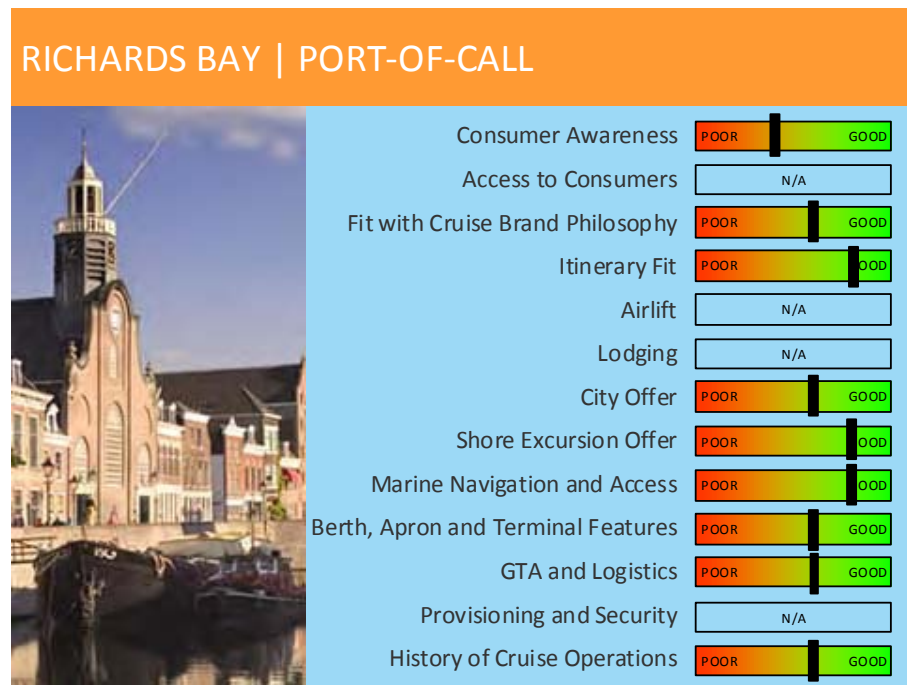 RICHARDS BAY | PORT-OF-CALL
Consumer Awareness POOR GOOD
Access to Consumers N/A
Fit with Cruise Brand Philosophy POOR GOOD
Itinerary Fit POOR OOD
Airlift N/A
Lodging N/A
City Offer POOR GOOD
Shore Excursion Offer POOR OOD
Marine Navigation and Access POOR OOD
Berth, Apron and Terminal Features POOR GOOD
GTA and Logistics POOR GOOD
Provisioning and Security N/A
History of Cruise Operations POOR GOOD